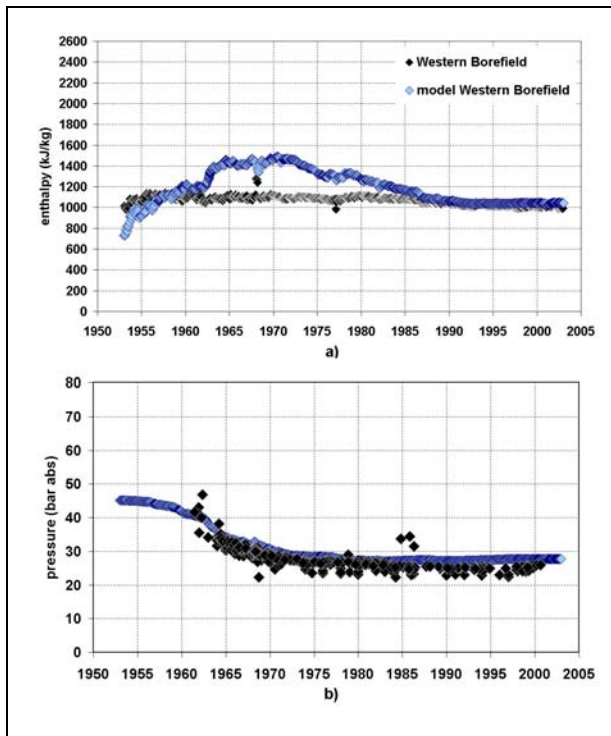 2600
2400
2200
2000
1800
1600
1400
1200
1000
800
600
400
200
0
enthalpy (kJ/kg)
Western Borefield
model Western Borefield
1950 1955 1960 1965 1970 1975 1980 1985 1990 1995 2000 2005
a)
80
70
60
50
40
30
20
10
0
pressure (bar abs)
1950 1955 1960 1965 1970 1975 1980 1985 1990 1995 2000 2005
b)